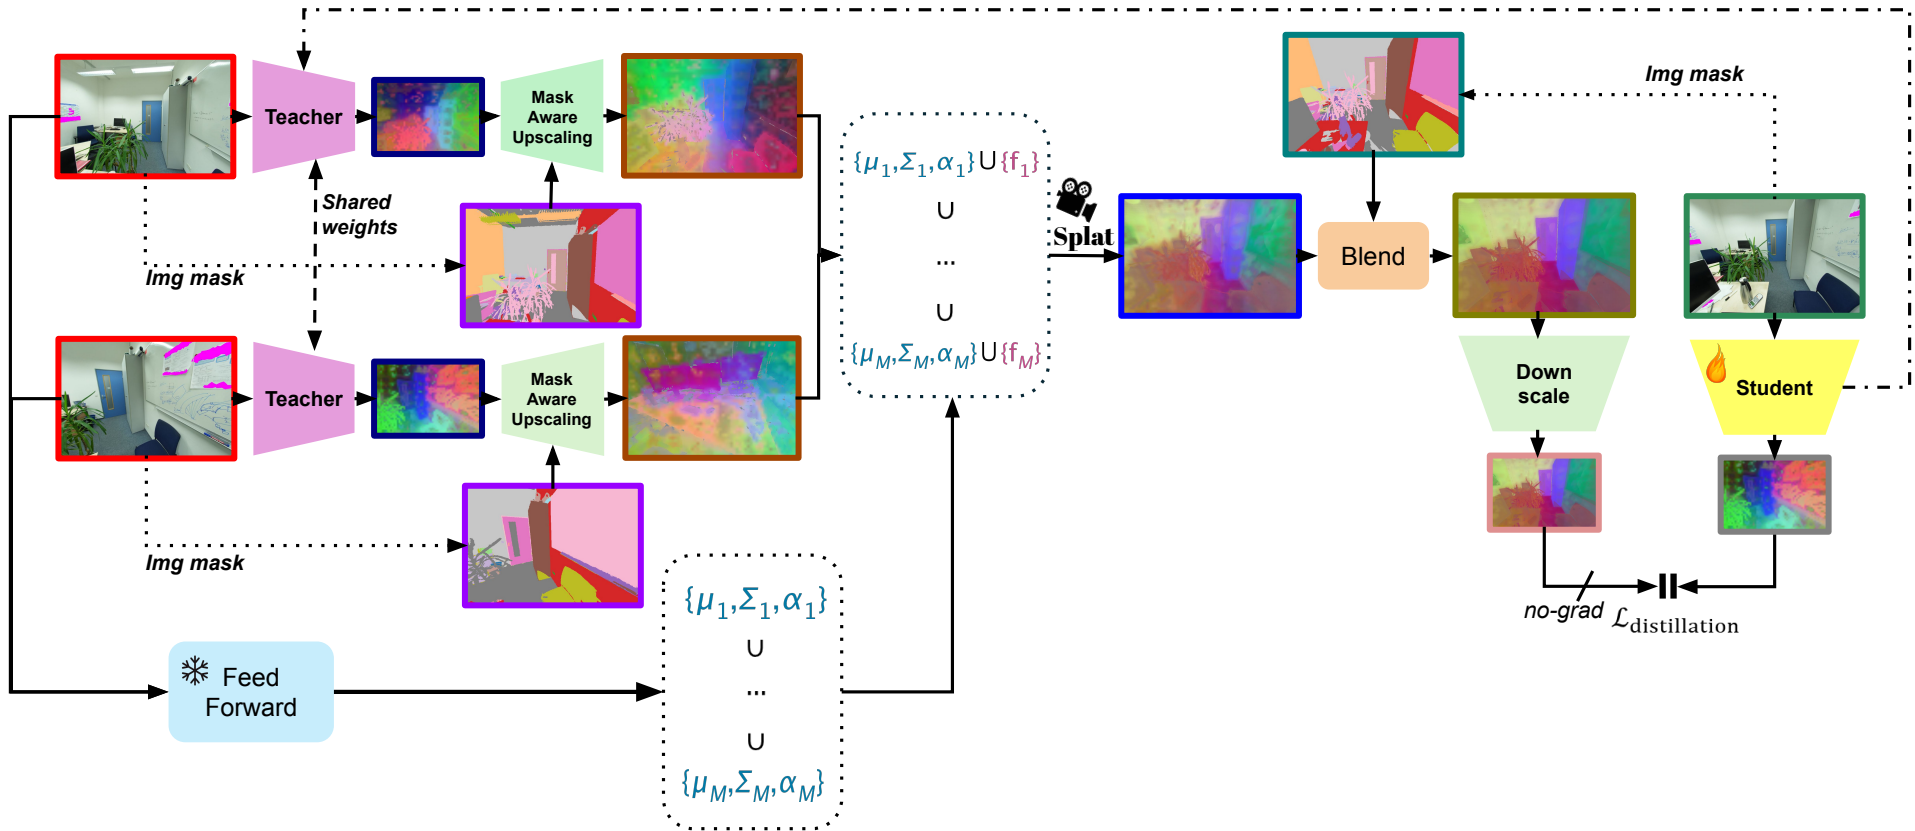 Teacher
Mask
Aware
Upscaling
Shared
weights
Img mask
Teacher
Mask
Aware
Upscaling
Img mask
Feed
Forward
{μ1,Σ1,α1}
∪
...
∪
{μM,ΣM,αM}
{μ1,Σ1,α1}∪{f1}
∪
...
∪
{μM,ΣM,αM}∪{fM}
Splat
Img mask
Blend
Down
scale
Student
no-grad
ℒdistillation